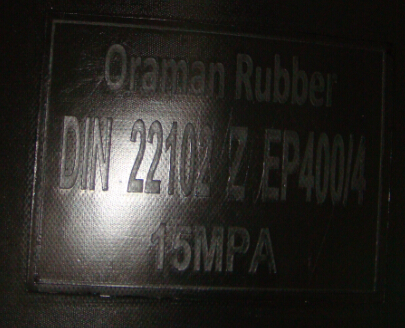 Oraman Rubber
DIN 22102 Z EP400/4
15MPA